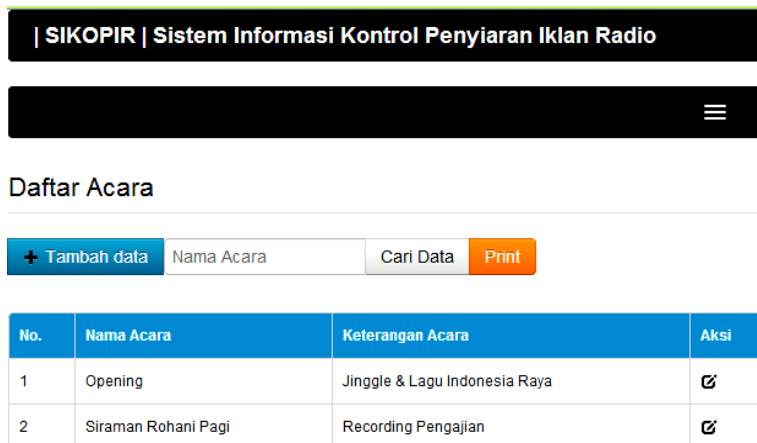 | SIKOPIR | Sistem Informasi Kontrol Penyiaran Iklan Radio
Daftar Acara
+ Tambah data Nama Acara Cari Data Print
No. Nama Acara Keterangan Acara Aksi
1 Opening Jinggle & Lagu Indonesia Raya
2 Siraman Rohani Pagi Recording Pengajian